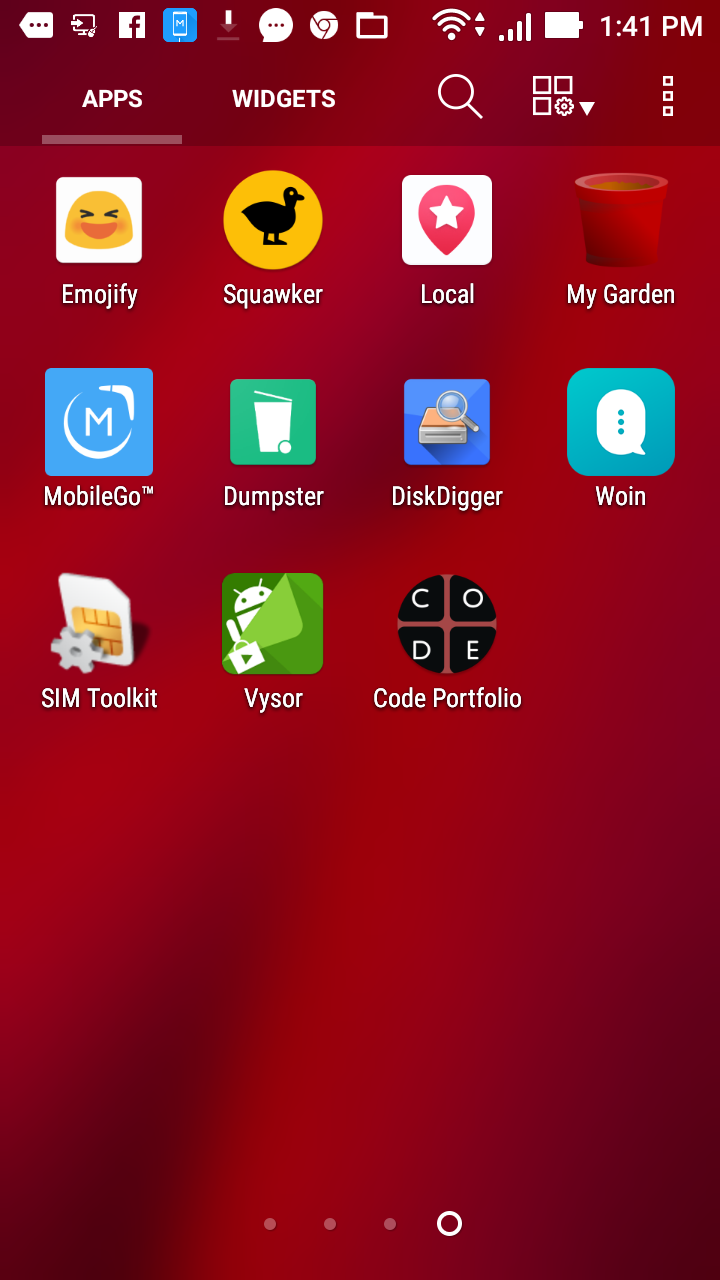 1:41 PM
APPS WIDGETS
Emojify Squawker Local My Garden
M
MobileGo™ Dumpster DiskDigger Woin
C O
D E
SIM Toolkit Vysor Code Portfolio